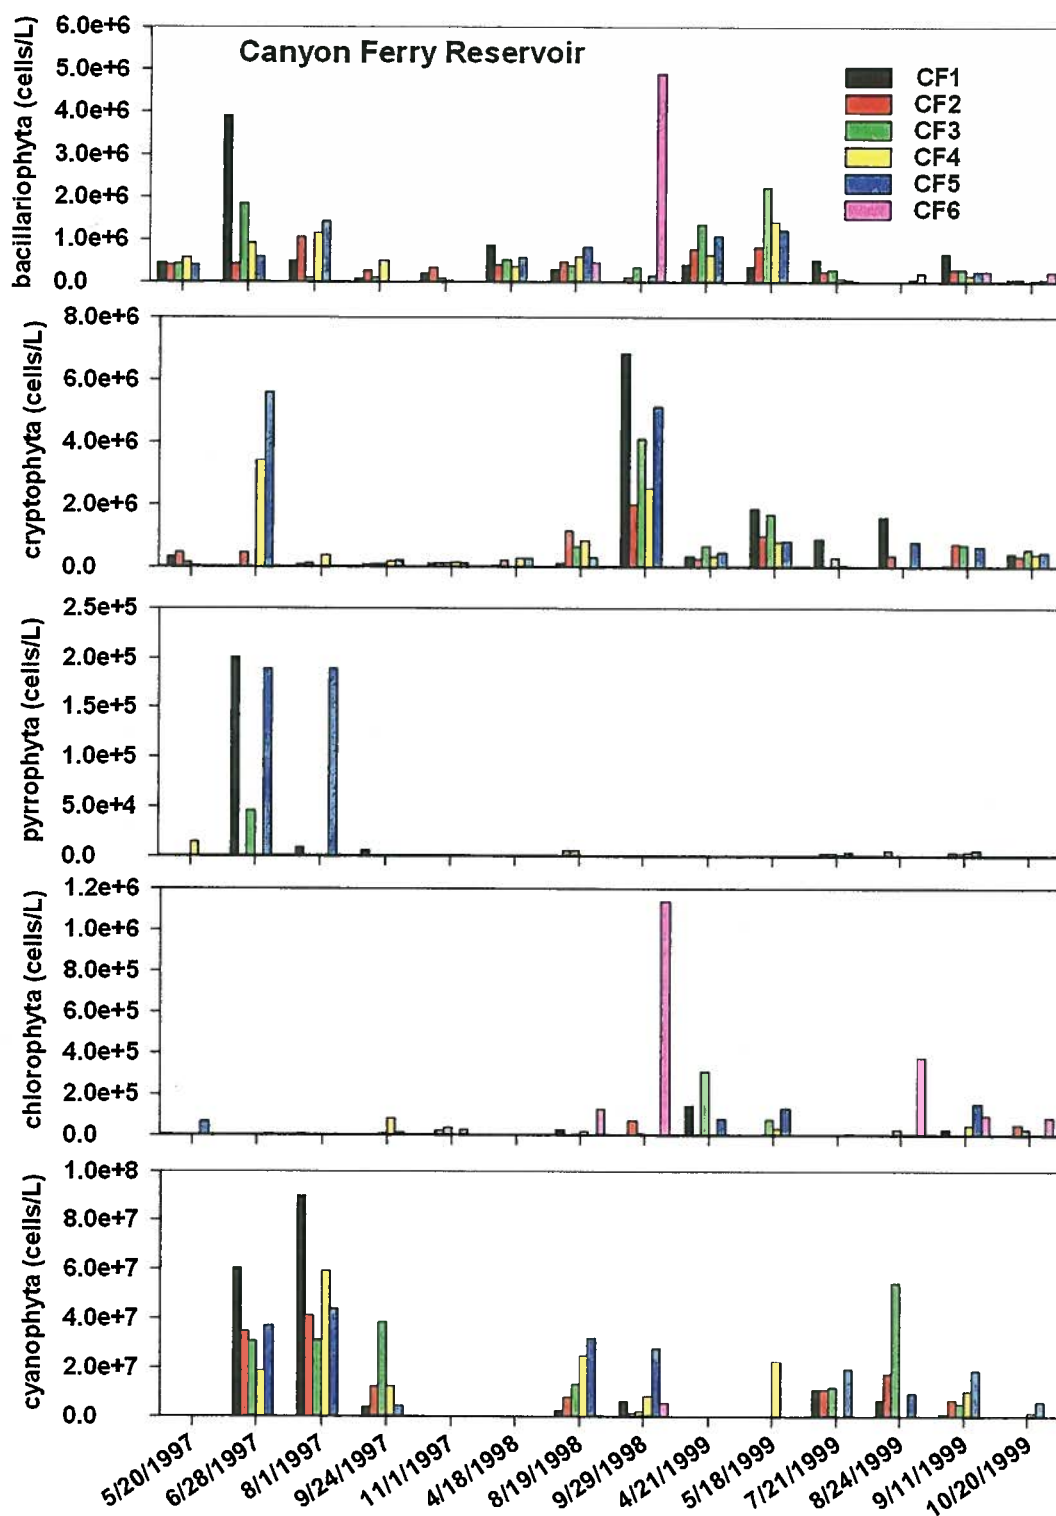 Canyon Ferry Reservoir
bacillariophyta (cells/L)
6.0e+6
5.0e+6
4.0e+6
3.0e+6
2.0e+6
1.0e+6
0.0
CF1
CF2
CF3
CF4
CF5
CF6
cryptophyta (cells/L)
8.0e+6
6.0e+6
4.0e+6
2.0e+6
0.0
pyrrophyta (cells/L)
2.5e+5
2.0e+5
1.5e+5
1.0e+5
5.0e+4
0.0
chlorophyta (cells/L)
1.2e+6
1.0e+6
8.0e+5
6.0e+5
4.0e+5
2.0e+5
0.0
cyanophyta (cells/L)
1.0e+8
8.0e+7
6.0e+7
4.0e+7
2.0e+7
0.0
5/20/1997
6/28/1997
8/1/1997
9/24/1997
11/1/1997
4/18/1998
8/19/1998
9/29/1998
4/21/1999
5/18/1999
7/21/1999
8/24/1999
9/11/1999
10/20/1999